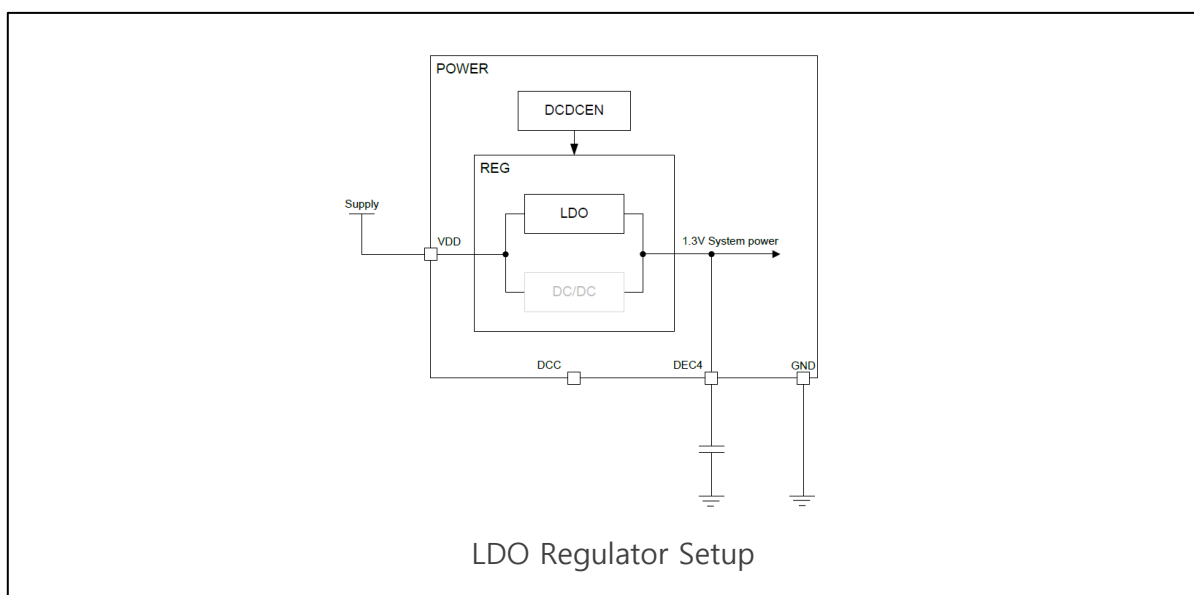 POWER
DCDCEN
REG
LDO
Supply
VDD
1.3V System power
DC/DC
DCC
DEC4
GND
LDO Regulator Setup